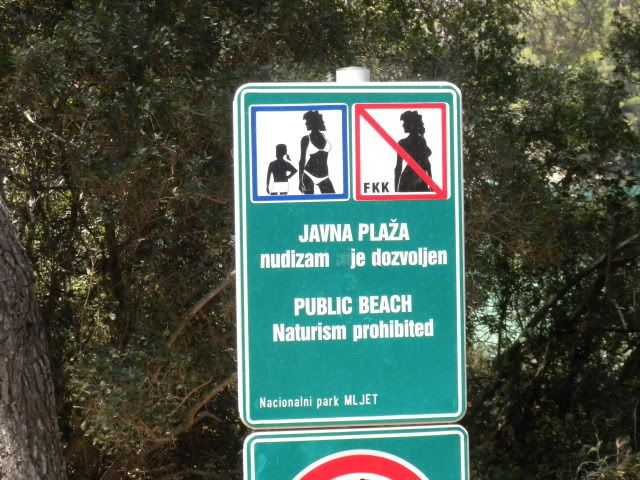 FKK
JAVNA PLAŽA
nudizam je dozvoljen
PUBLIC BEACH
Naturism prohibited
Nacionalni park MLJET